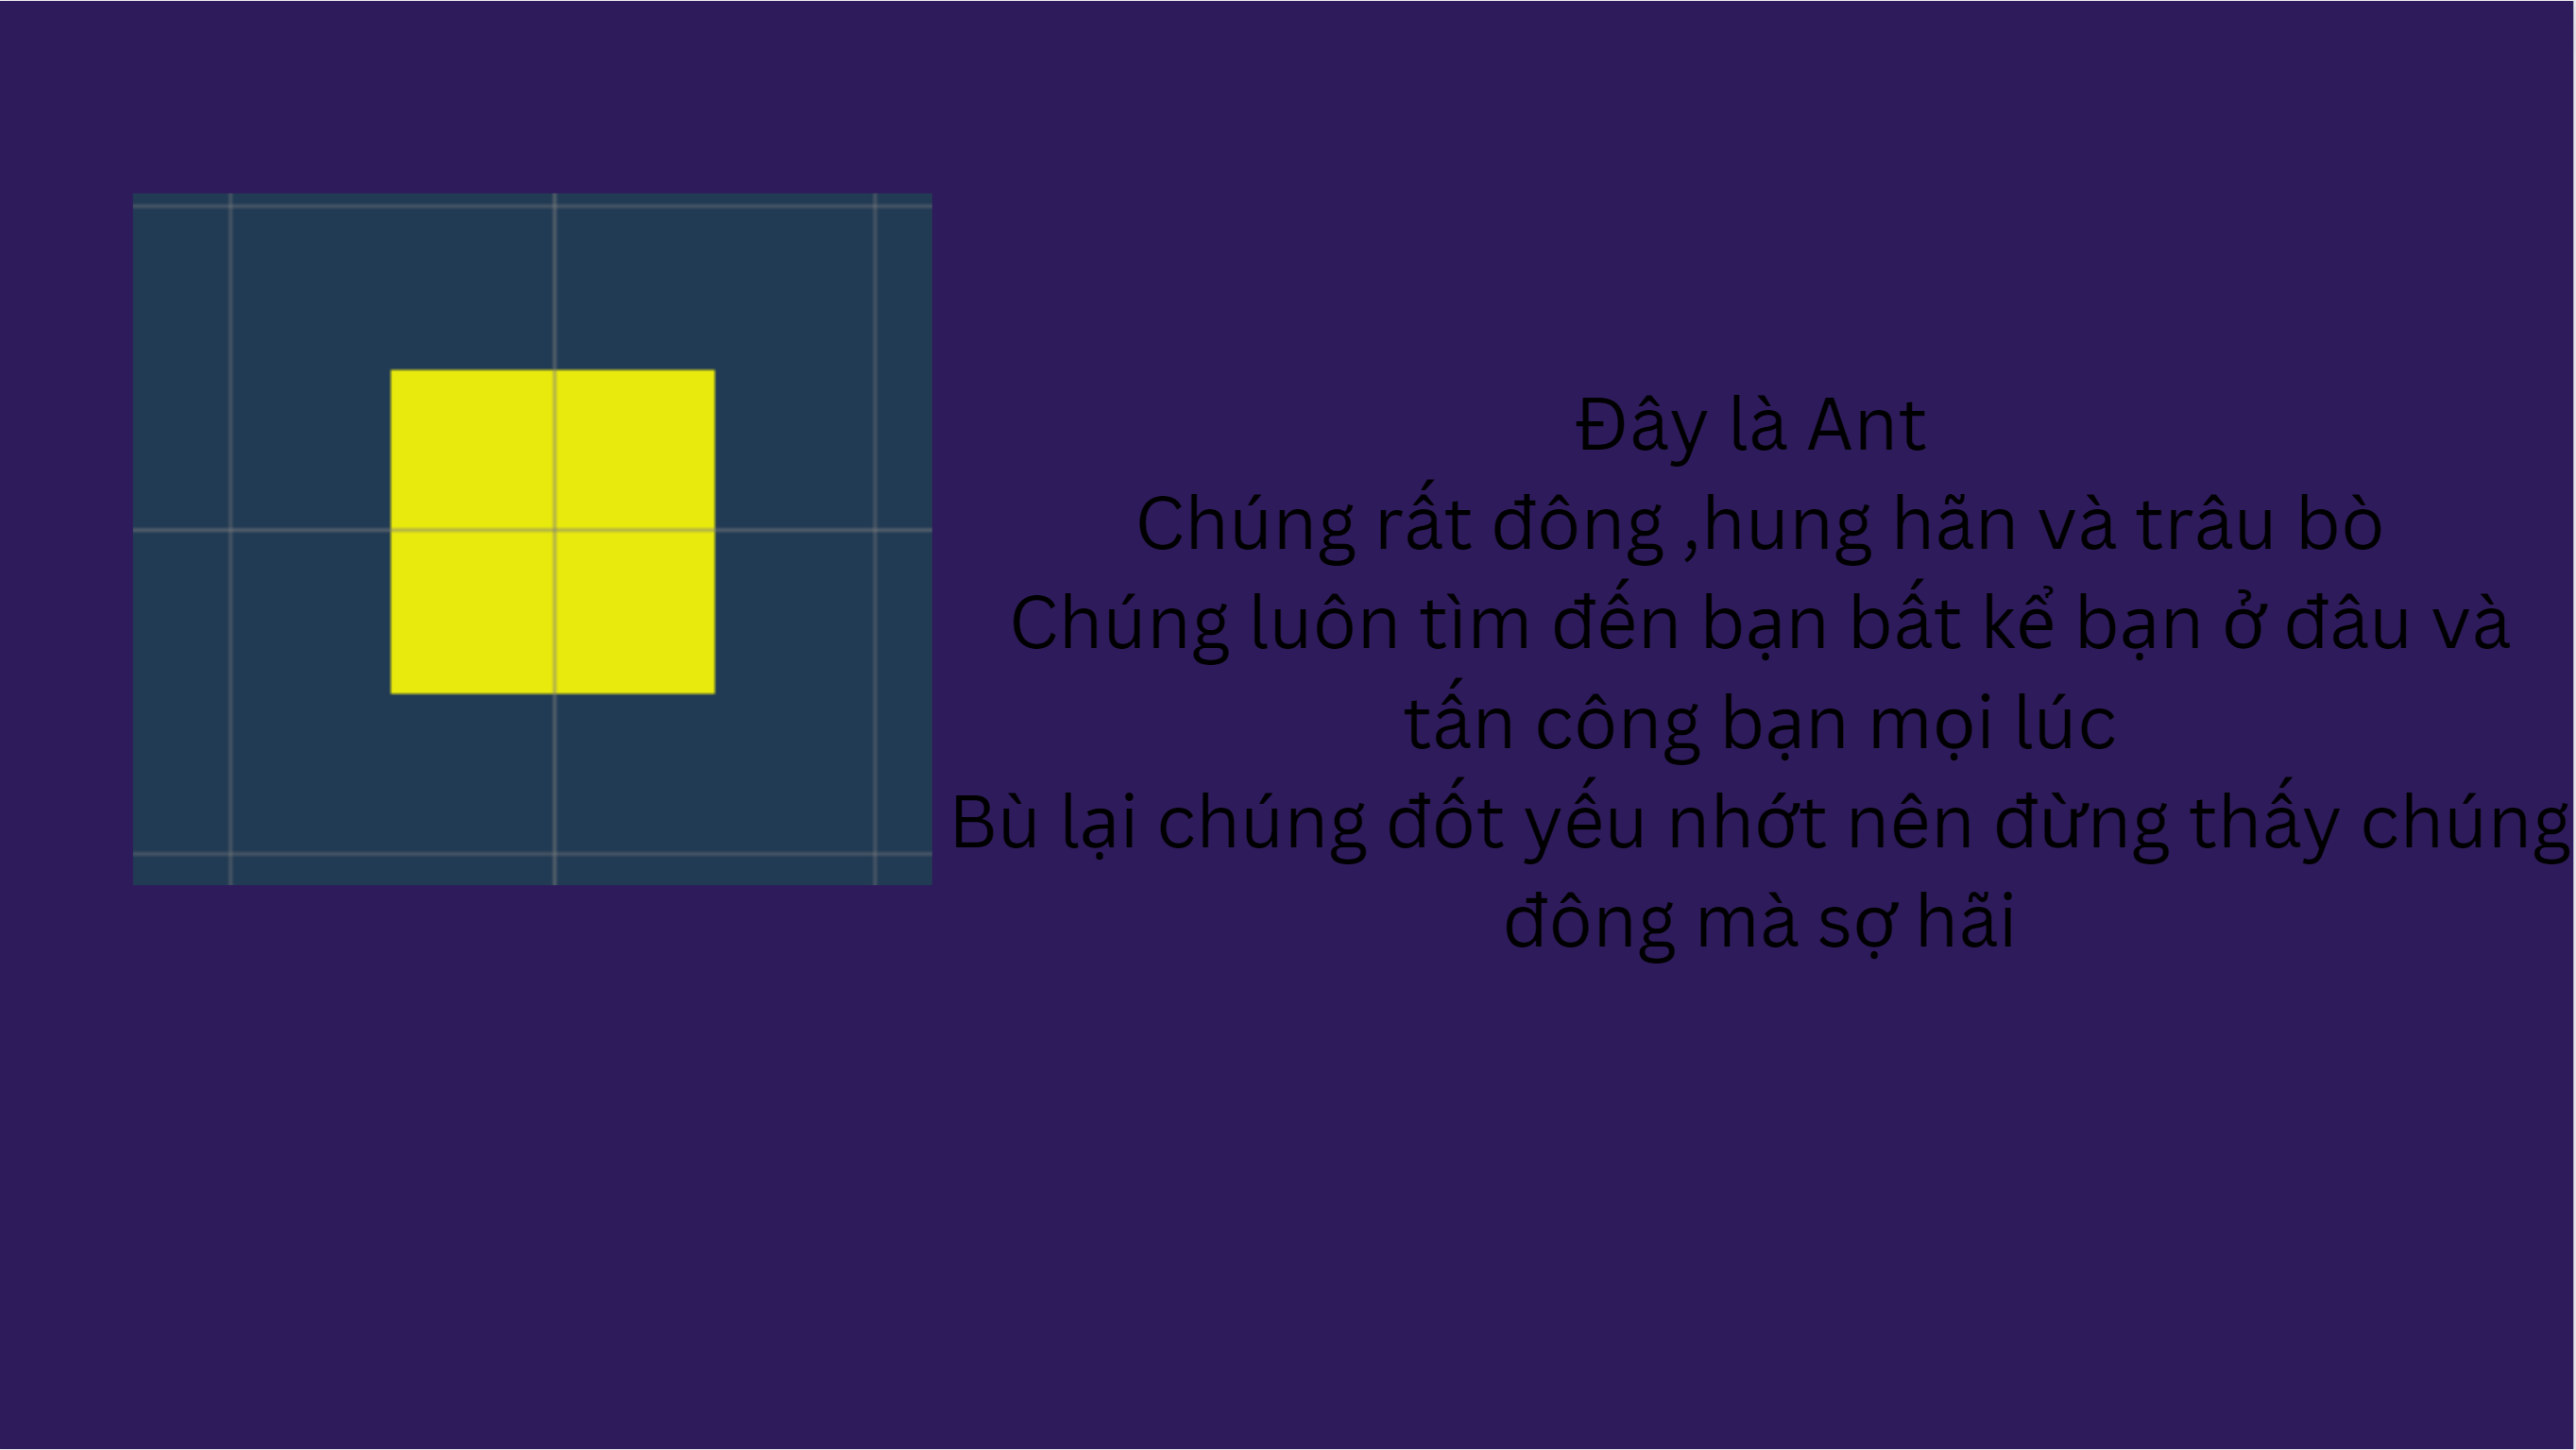 Đây là Ant
Chúng rất đông ,hung hãn và trâu bò
Chúng luôn tìm đến bạn bất kể bạn ở đâu và
tấn công bạn mọi lúc
Bù lại chúng đốt yếu nhớt nên đừng thấy chúng
đông mà sợ hãi